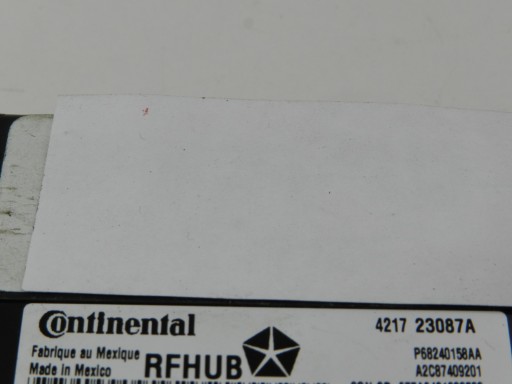 Continental
4217 23087A
Fabrique au Mexique
Made in Mexico
RFHUB
P68240158AA
A2C87409201